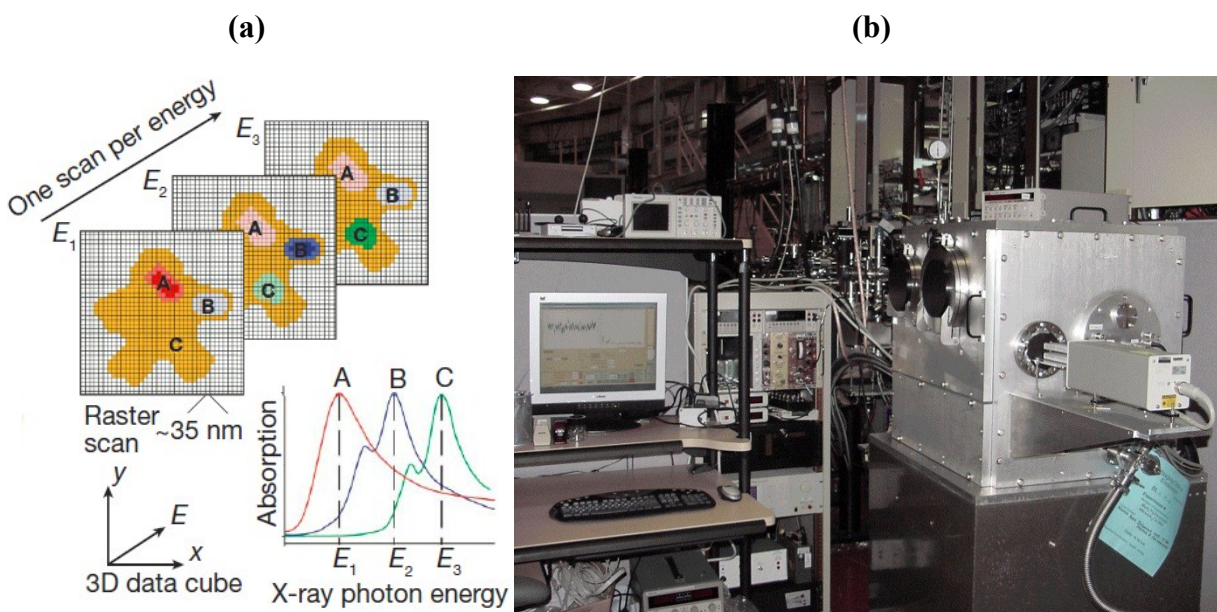 (a)
(b)
One scan per energy
E3
E2
E1
A
B
C
A
B
C
A
B
C
Raster
scan
~35 nm
y
E
x
3D data cube
A B C
Absorption
E1 E2 E3
X-ray photon energy